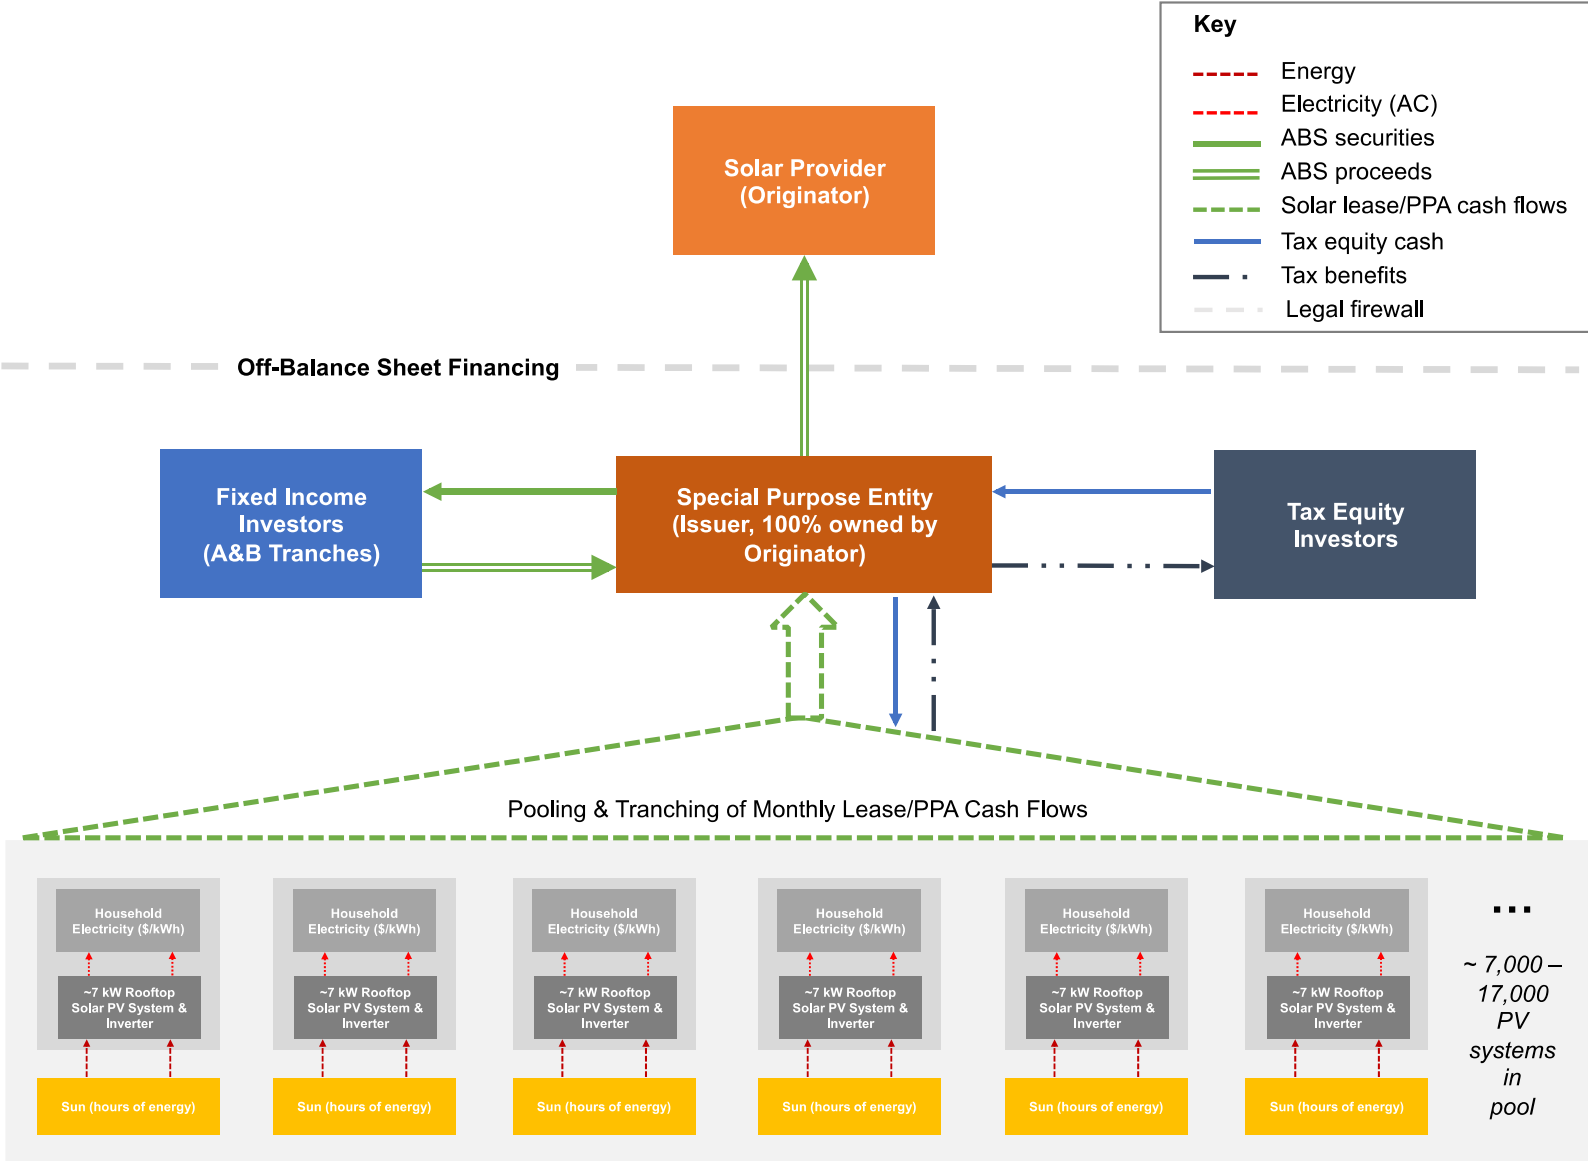 Key
Energy
Electricity (AC)
ABS securities
ABS proceeds
Solar lease/PPA cash flows
Tax equity cash
Tax benefits
Legal firewall
Solar Provider
(Originator)
Off-Balance Sheet Financing
Fixed Income
Investors
(A&B Tranches)
Special Purpose Entity
(Issuer, 100% owned by
Originator)
Tax Equity
Investors
Pooling & Tranching of Monthly Lease/PPA Cash Flows
Household
Electricity ($/kWh)
~7 kW Rooftop
Solar PV System &
Inverter
Sun (hours of energy)
Household
Electricity ($/kWh)
~7 kW Rooftop
Solar PV System &
Inverter
Sun (hours of energy)
Household
Electricity ($/kWh)
~7 kW Rooftop
Solar PV System &
Inverter
Sun (hours of energy)
Household
Electricity ($/kWh)
~7 kW Rooftop
Solar PV System &
Inverter
Sun (hours of energy)
Household
Electricity ($/kWh)
~7 kW Rooftop
Solar PV System &
Inverter
Sun (hours of energy)
Household
Electricity ($/kWh)
~7 kW Rooftop
Solar PV System &
Inverter
Sun (hours of energy)
...
~ 7,000 –
17,000
PV
systems
in
pool